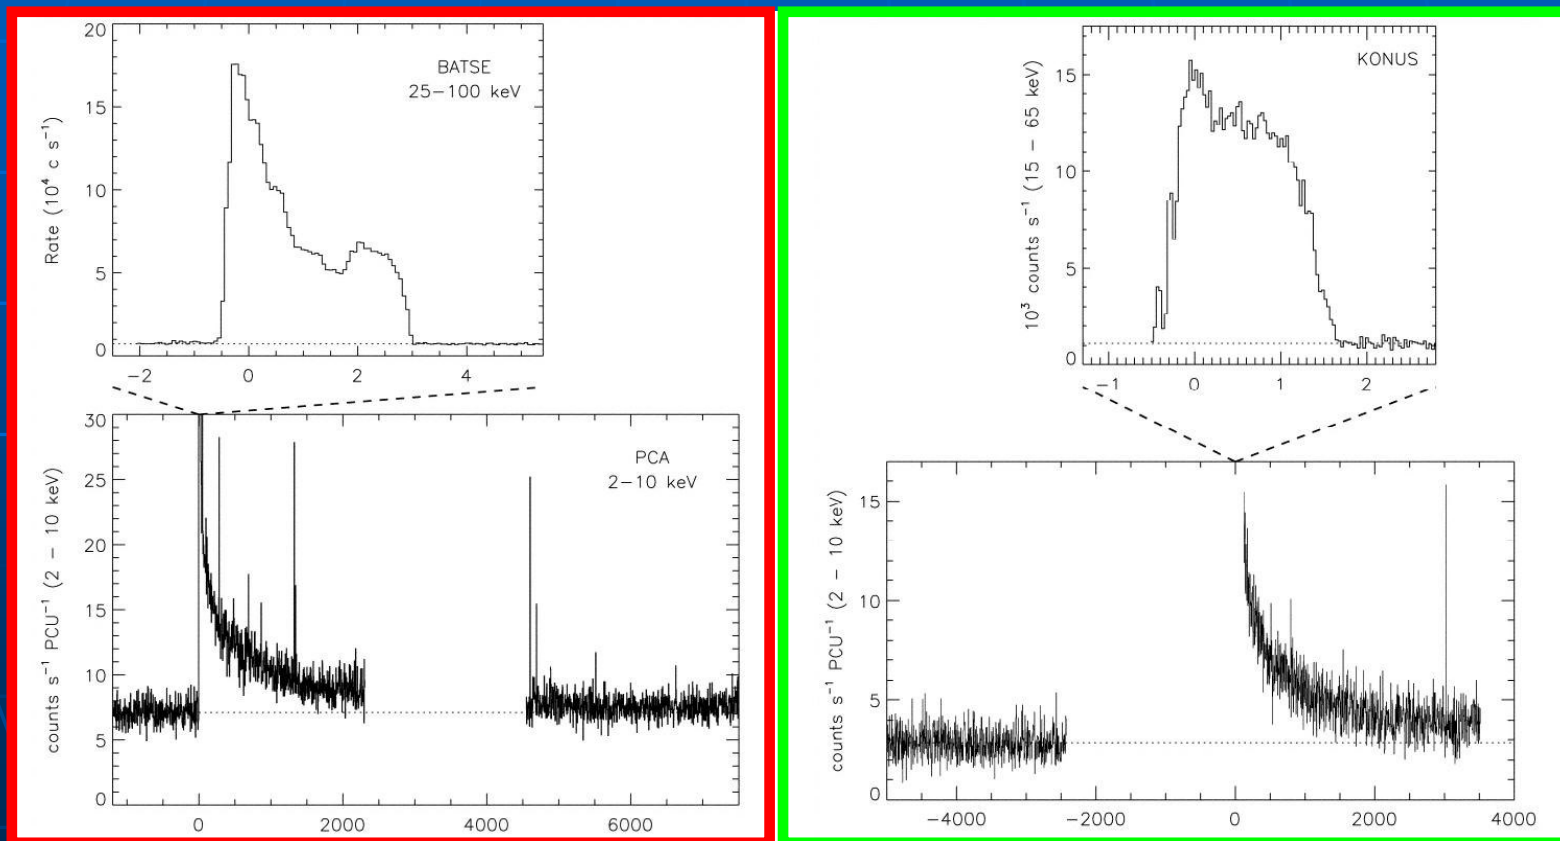 20
15
10
5
0
Rate (10⁴ c s⁻¹)
BATSE
25−100 keV
−2 0 2 4
30
25
20
15
10
5
0
counts s⁻¹ PCU⁻¹ (2 − 10 keV)
PCA
2−10 keV
0 2000 4000 6000
15
10
5
0
10³ counts s⁻¹ (15 − 65 keV)
KONUS
−1 0 1 2
15
10
5
0
counts s⁻¹ PCU⁻¹ (2 − 10 keV)
−4000 −2000 0 2000 4000